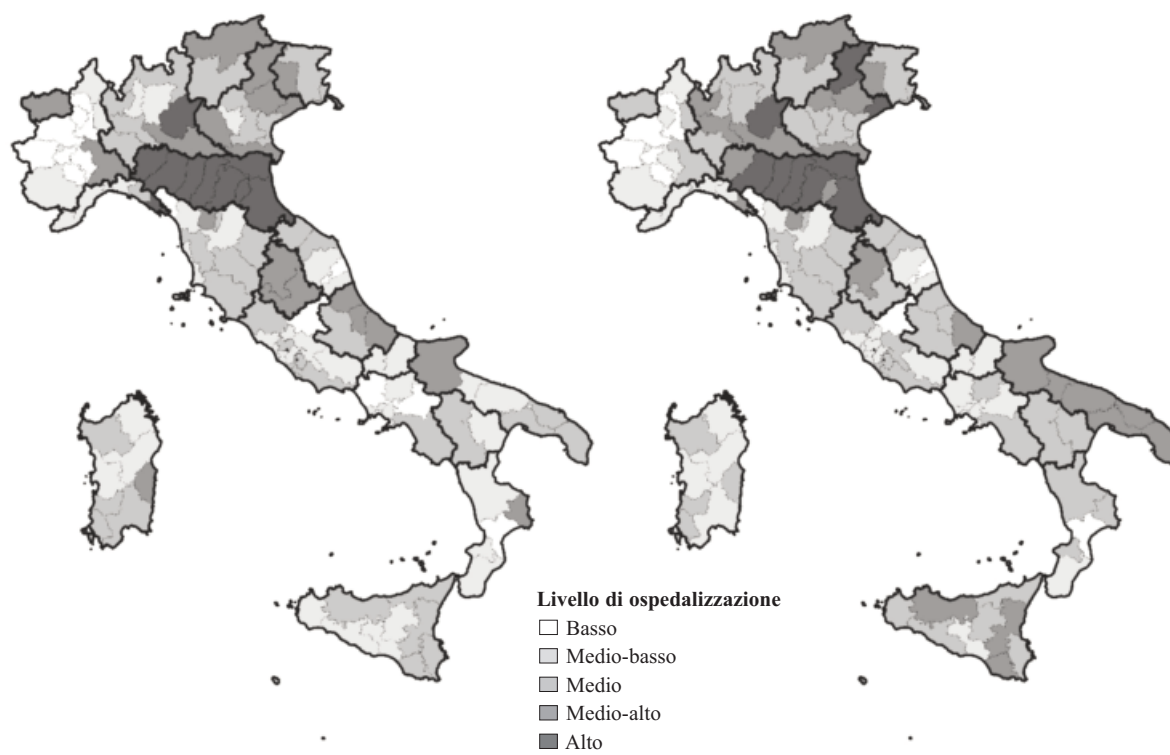 Livello di ospedalizzazione
Basso
Medio-basso
Medio
Medio-alto
Alto